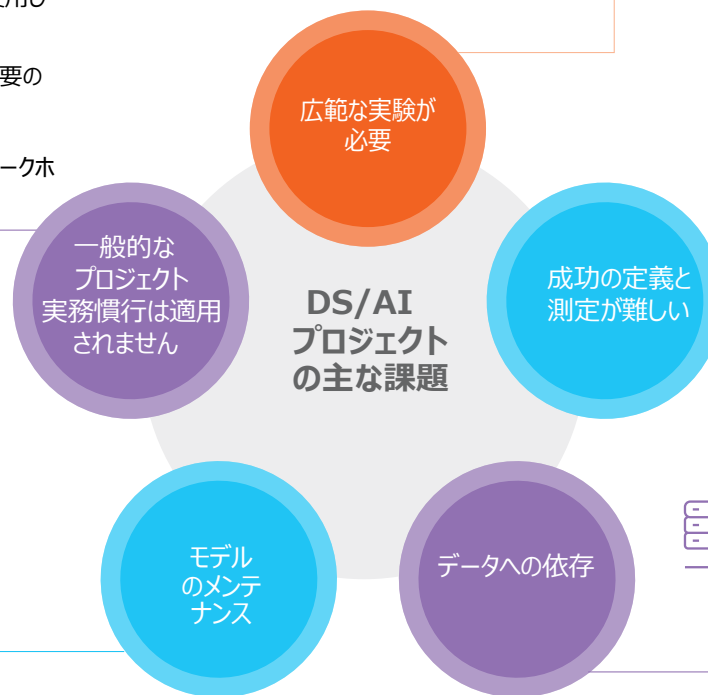 要の
ークホ
広範な実験が
必要
一般的な
プロジェクト
実務慣行は適用
されません
成功の定義と
測定が難しい
DS/AI
プロジェクト
の主な課題
モデル
のメンテ
ナンス
データへの依存